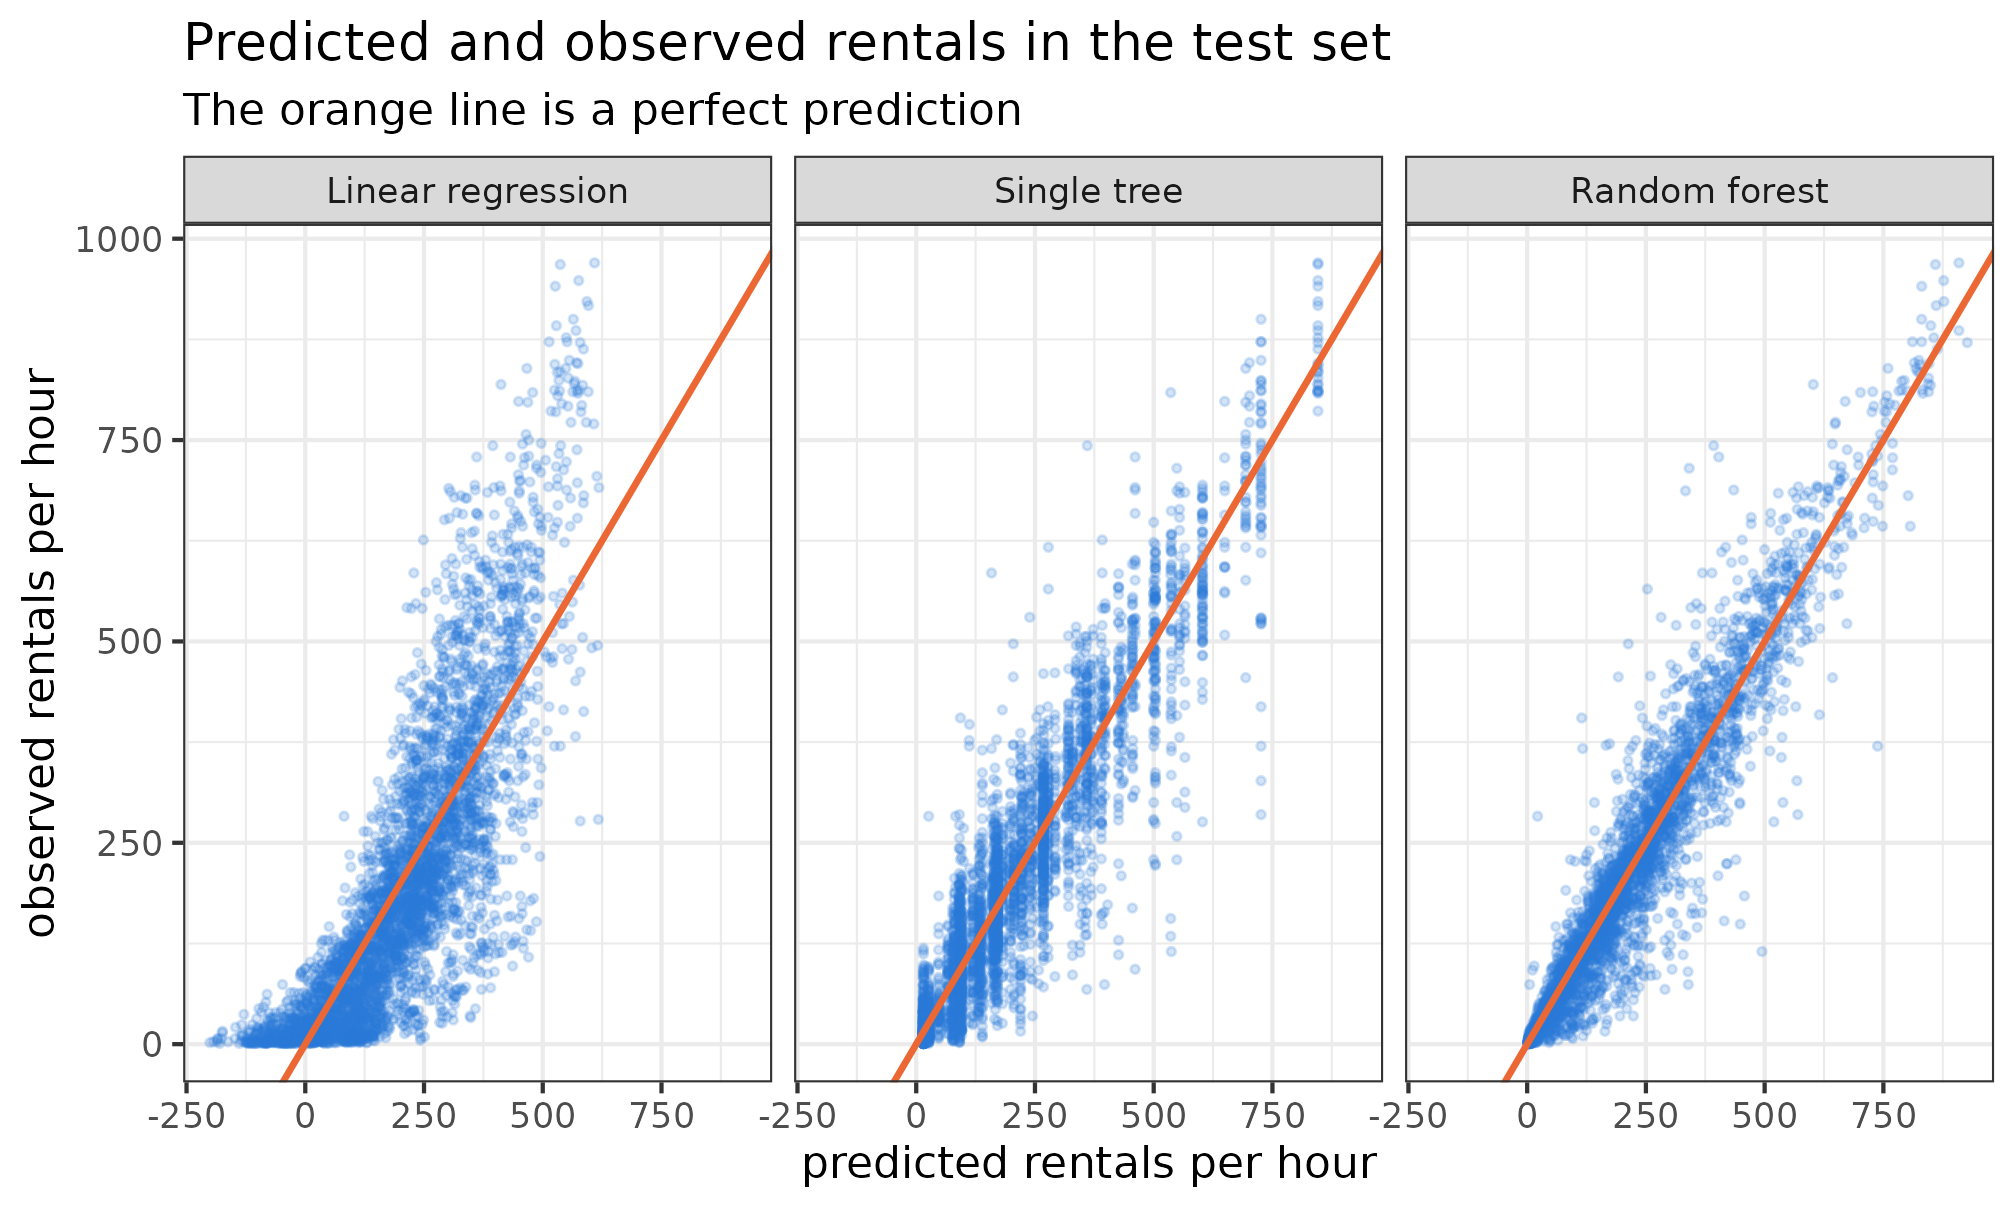 Predicted and observed rentals in the test set
The orange line is a perfect prediction
Linear regression
Single tree
Random forest
observed rentals per hour
1000
750
500
250
0
-250 0 250 500 750
-250 0 250 500 750
-250 0 250 500 750
predicted rentals per hour